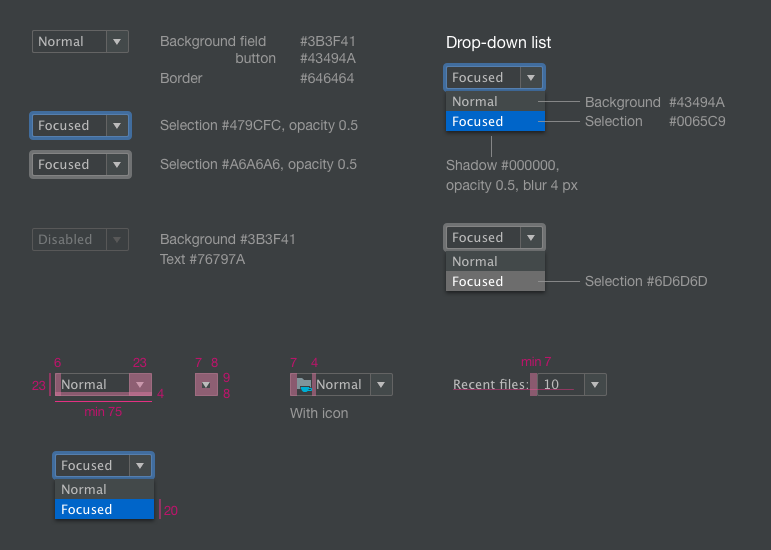 Normal
Background field #3B3F41
button #43494A
Border #646464
Focused
Selection #479CFC, opacity 0.5
Focused
Selection #A6A6A6, opacity 0.5
Disabled
Background #3B3F41
Text #76797A
Drop-down list
Focused
Normal
Background #43494A
Focused
Selection #0065C9
Shadow #000000,
opacity 0.5, blur 4 px
Focused
Normal
Focused
Selection #6D6D6D
6 23
23 Normal
4
min 75
7 8
9
8
7 4
Normal
With icon
min 7
Recent files: 10
Focused
Normal
Focused
20